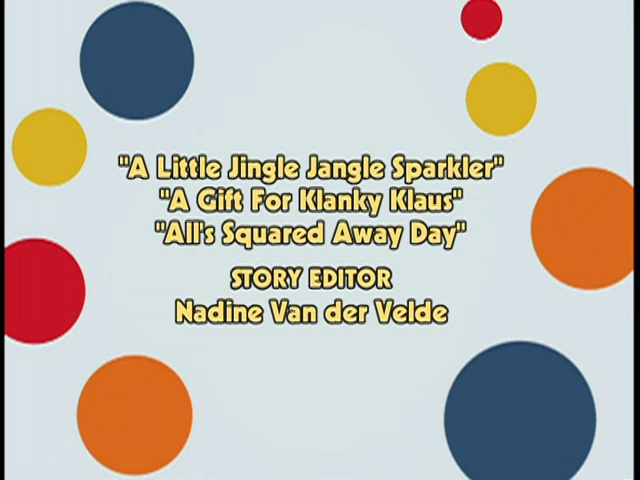 "A Little Jingle Jangle Sparkler"
"A Gift For Klanky Klaus"
"All's Squared Away Day"
STORY EDITOR
Nadine Van der Velde